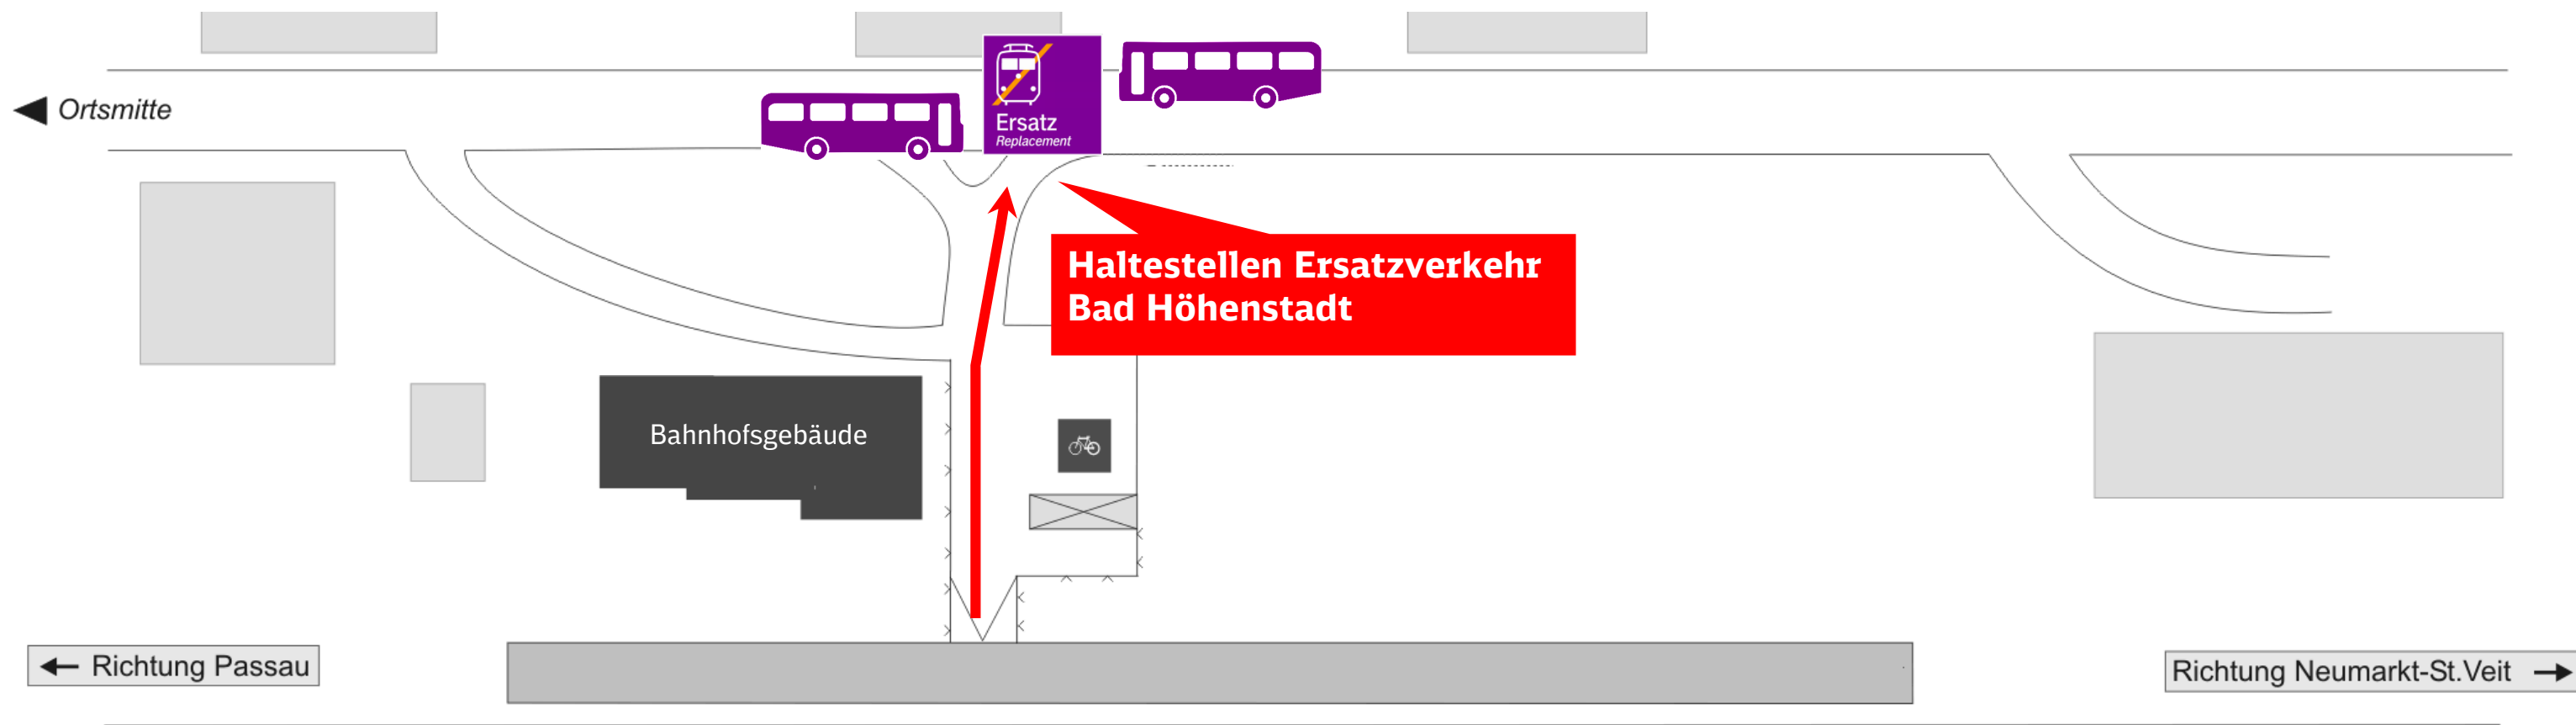 Ortsmitte
Ersatz
Replacement
Haltestellen Ersatzverkehr
Bad Höhenstadt
Bahnhofsgebäude
Richtung Passau
Richtung Neumarkt-St.Veit